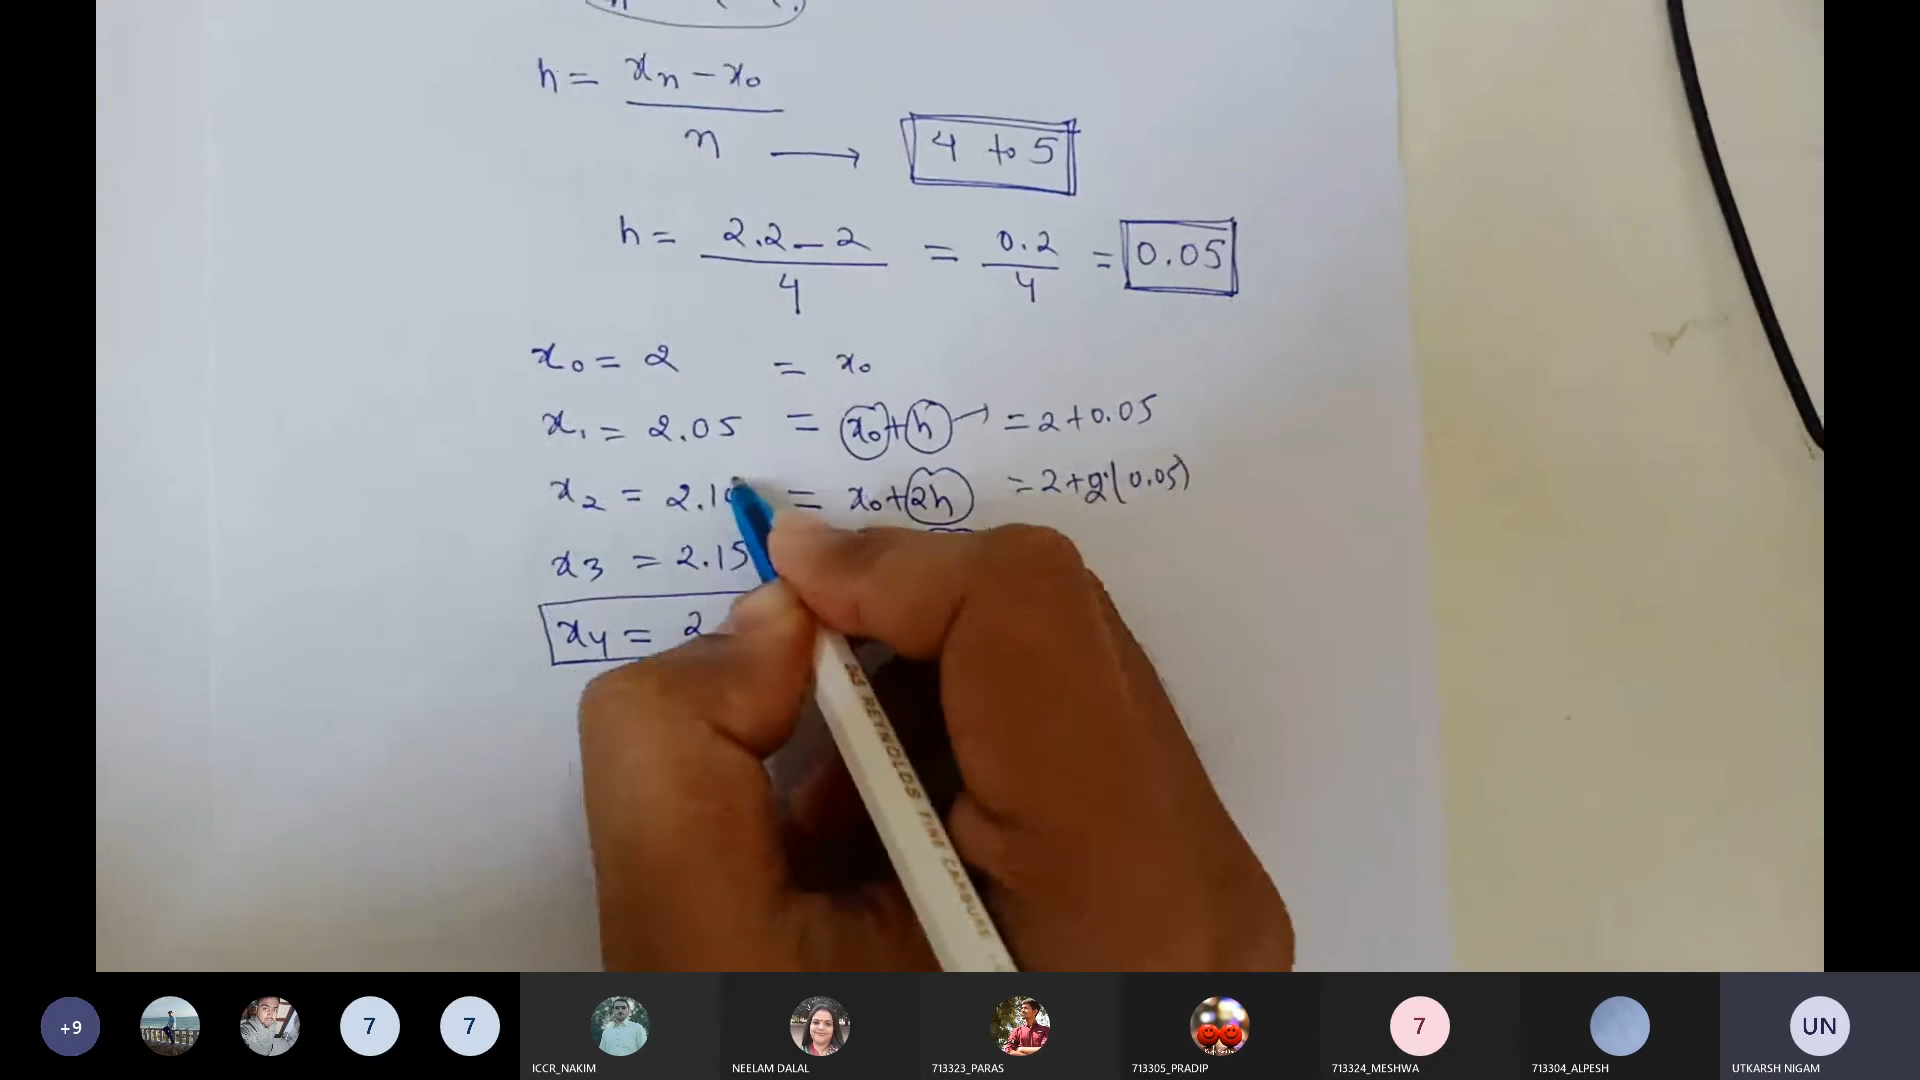 h = xn - x0
n → 4 to 5
h = 2.2 - 2 = 0.2 = 0.05
4 4
x0 = 2 = x0
x1 = 2.05 = x0+h → = 2+0.05
x2 = 2.10 = x0+2h = 2+2(0.05)
x3 = 2.15
x4 = 2
REYNOLDS FINE CARBURE
+9 7 7 7 UN
ICCR_NAKIM NEELAM DALAL 713323_PARAS 713305_PRADIP 713324_MESHWA 713304_ALPESH UTKARSH NIGAM